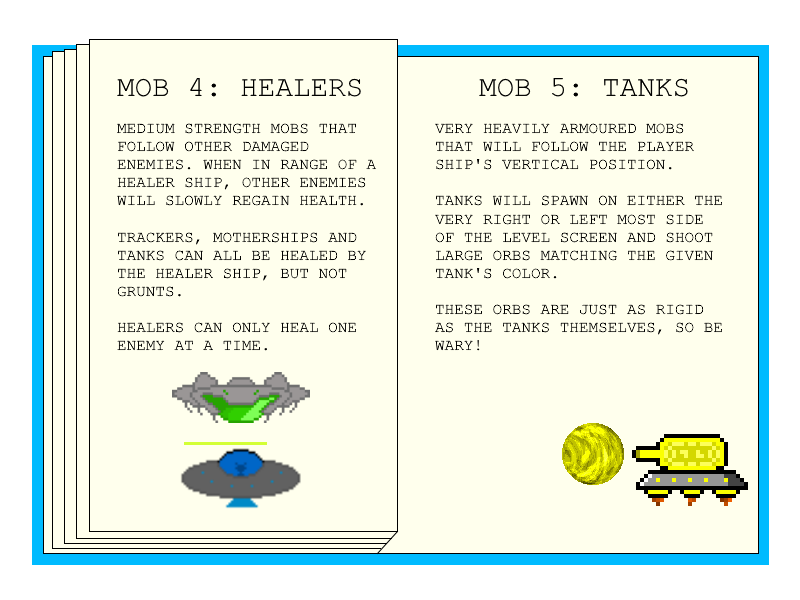 MOB 4: HEALERS
MEDIUM STRENGTH MOBS THAT
FOLLOW OTHER DAMAGED
ENEMIES. WHEN IN RANGE OF A
HEALER SHIP, OTHER ENEMIES
WILL SLOWLY REGAIN HEALTH.
TRACKERS, MOTHERSHIPS AND
TANKS CAN ALL BE HEALED BY
THE HEALER SHIP, BUT NOT
GRUNTS.
HEALERS CAN ONLY HEAL ONE
ENEMY AT A TIME.
MOB 5: TANKS
VERY HEAVILY ARMOURED MOBS
THAT WILL FOLLOW THE PLAYER
SHIP'S VERTICAL POSITION.
TANKS WILL SPAWN ON EITHER THE
VERY RIGHT OR LEFT MOST SIDE
OF THE LEVEL SCREEN AND SHOOT
LARGE ORBS MATCHING THE GIVEN
TANK'S COLOR.
THESE ORBS ARE JUST AS RIGID
AS THE TANKS THEMSELVES, SO BE
WARY!